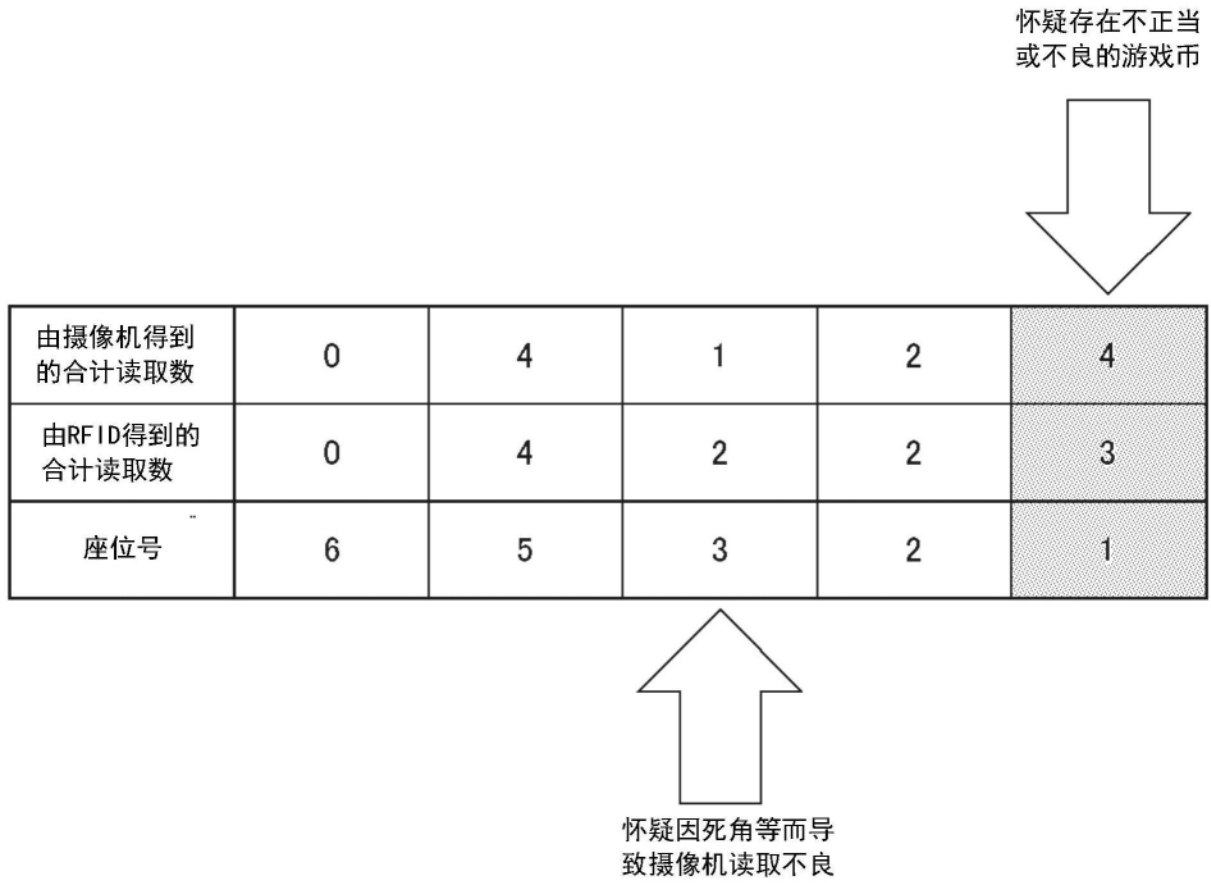 怀疑存在不正当
或不良的游戏币
由摄像机得到
的合计读取数
0 4 1 2 4
由RFID得到的
合计读取数
0 4 2 2 3
座位号 6 5 3 2 1
怀疑因死角等而导
致摄像机读取不良